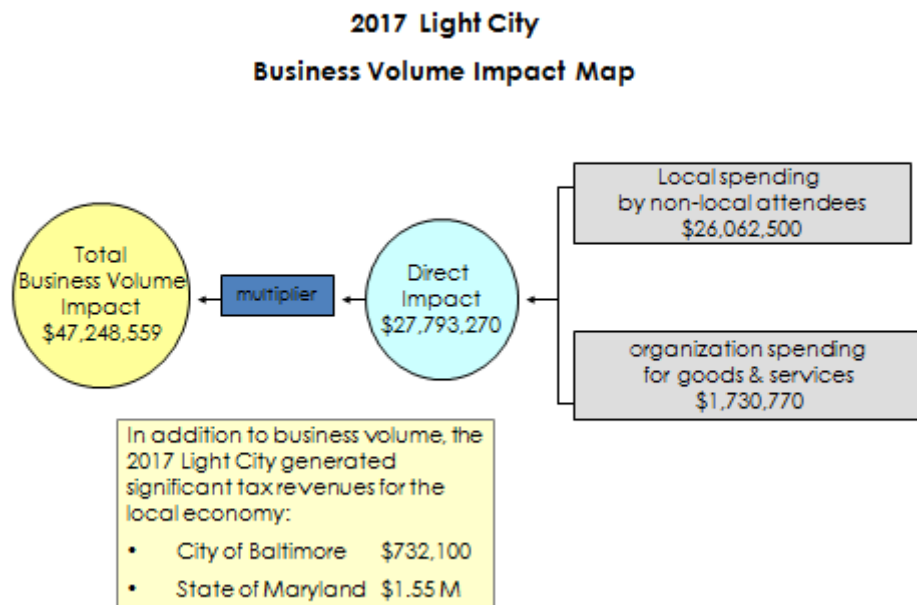 2017 Light City
Business Volume Impact Map
Local spending
by non-local attendees
$26,062,500
Total
Business Volume
Impact
$47,248,559
multiplier
Direct
Impact
$27,793,270
organization spending
for goods & services
$1,730,770
In addition to business volume, the
2017 Light City generated
significant tax revenues for the
local economy:
• City of Baltimore $732,100
• State of Maryland $1.55 M